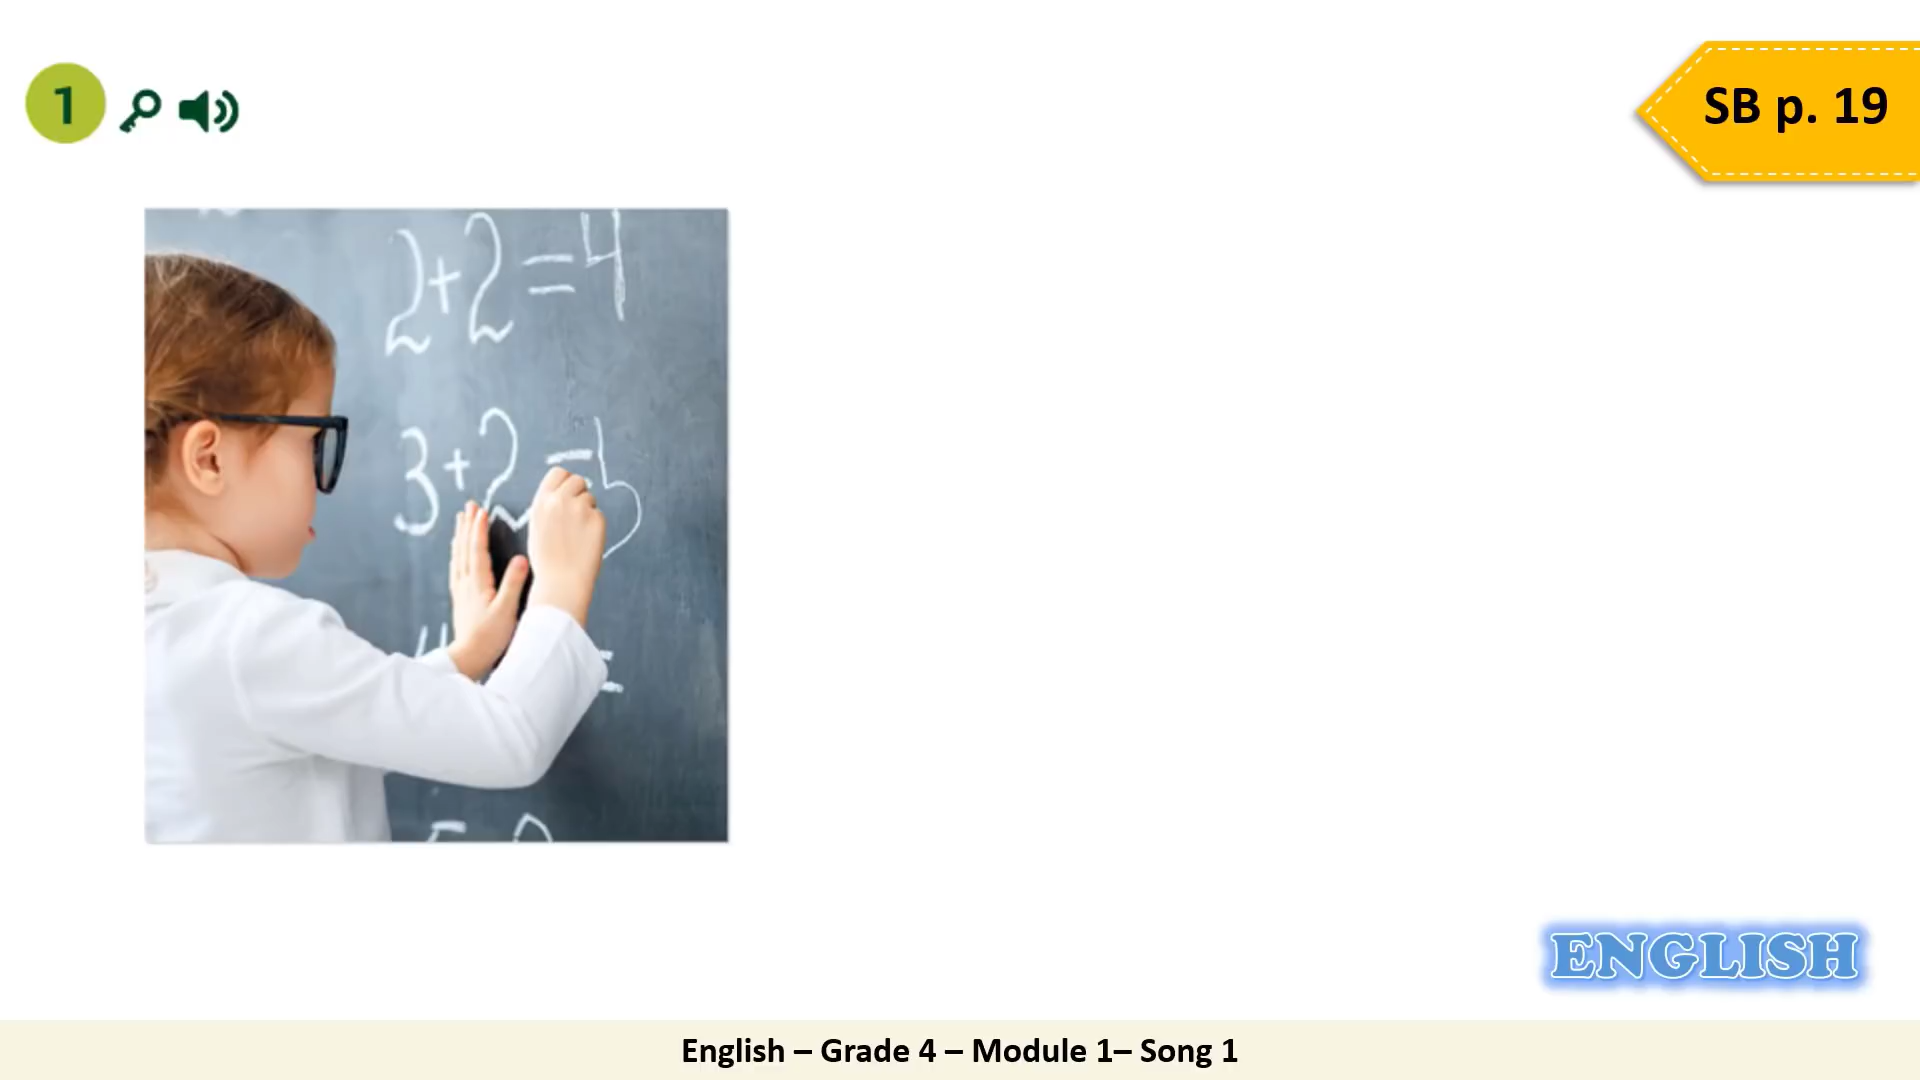 1
SB p. 19
2+2=4
3+2=5
ENGLISH
English – Grade 4 – Module 1– Song 1